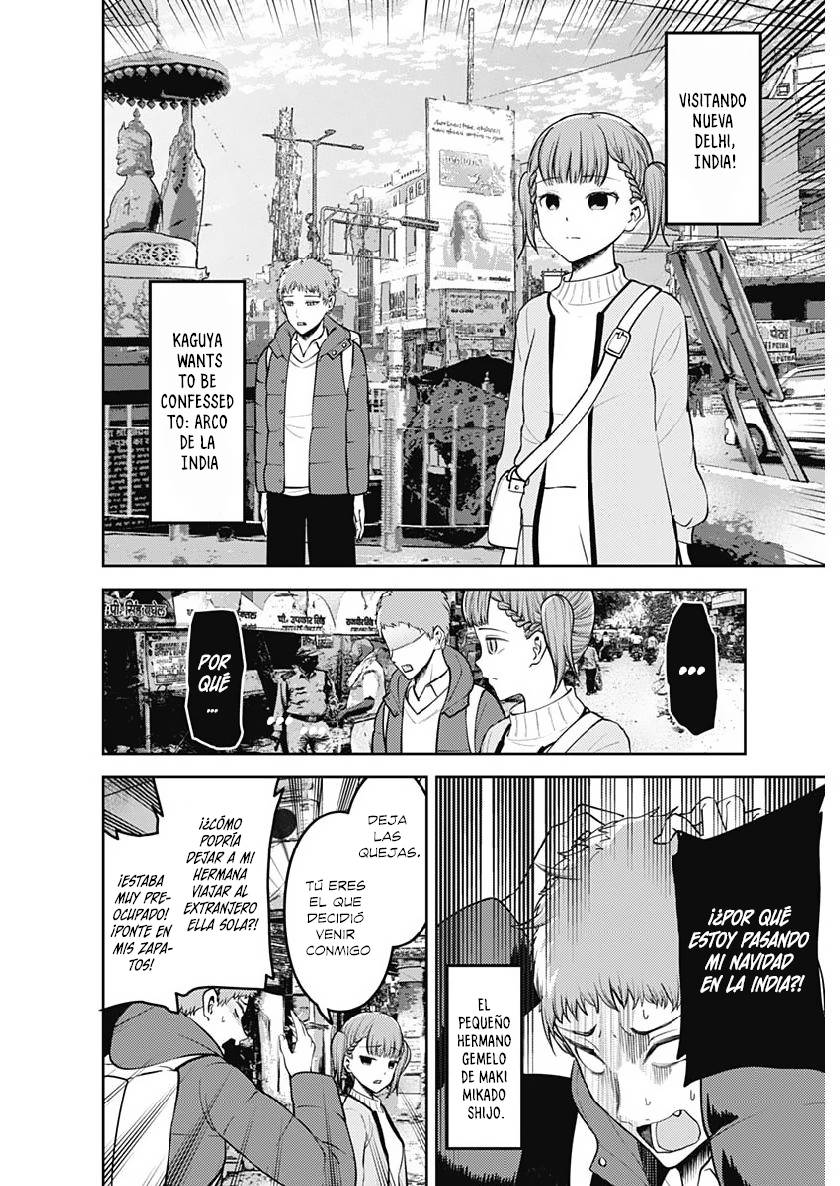 VISITANDO
NUEVA
DELHI,
INDIA!
KAGUYA
WANTS
TO BE
CONFESSED
TO: ARCO
DE LA
INDIA
...
POR
QUÉ
...
...
¡¿POR QUÉ
ESTOY PASANDO
MI NAVIDAD
EN LA INDIA?!
EL
PEQUEÑO
HERMANO
GEMELO
DE MAKI
MIKADO
SHIJO.
DEJA
LAS
QUEJAS.
TÚ ERES
EL QUE
DECIDIÓ
VENIR
CONMIGO
¡¿CÓMO
PODRÍA
DEJAR A MI
HERMANA
VIAJAR AL
EXTRANJERO
ELLA SOLA?!
¡ESTABA
MUY PRE-
OCUPADO!
¡PONTE EN
MIS ZAPA-
TOS!